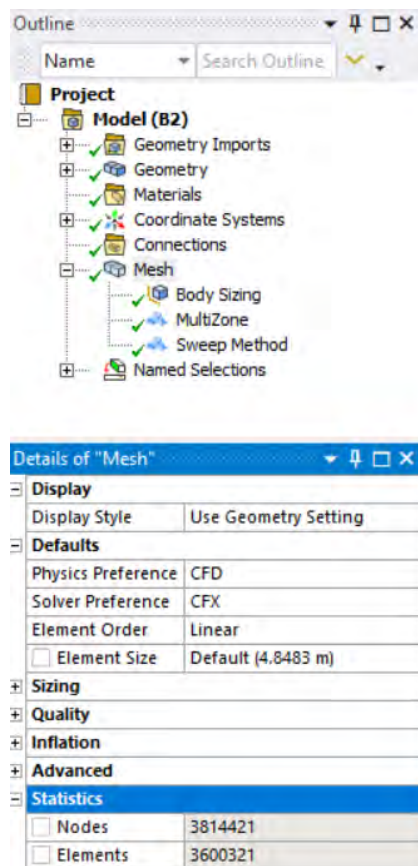 Outline
Name Search Outline
Project
Model (B2)
Geometry Imports
Geometry
Materials
Coordinate Systems
Connections
Mesh
Body Sizing
MultiZone
Sweep Method
Named Selections
Details of "Mesh"
Display
Display Style Use Geometry Setting
Defaults
Physics Preference CFD
Solver Preference CFX
Element Order Linear
Element Size Default (4.8483 m)
Sizing
Quality
Inflation
Advanced
Statistics
Nodes 3814421
Elements 3600321